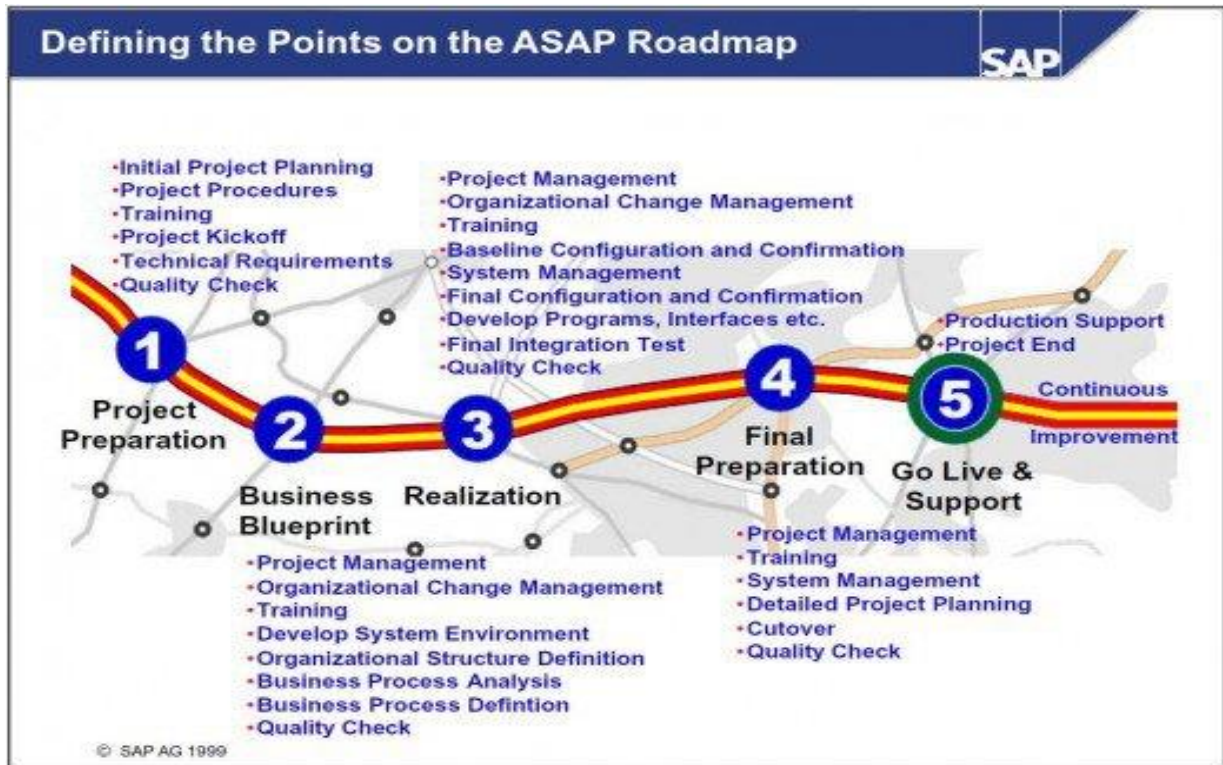 Defining the Points on the ASAP Roadmap
SAP
•Initial Project Planning
•Project Procedures
•Training
•Project Kickoff
•Technical Requirements
•Quality Check
•Project Management
•Organizational Change Management
•Training
•Baseline Configuration and Confirmation
•System Management
•Final Configuration and Confirmation
•Develop Programs, Interfaces etc.
•Final Integration Test
•Quality Check
•Production Support
•Project End
1
Project
Preparation
2
Business
Blueprint
3
Realization
4
Final
Preparation
5
Go Live &
Support
Continuous
Improvement
•Project Management
•Organizational Change Management
•Training
•Develop System Environment
•Organizational Structure Definition
•Business Process Analysis
•Business Process Defintion
•Quality Check
•Project Management
•Training
•System Management
•Detailed Project Planning
•Cutover
•Quality Check
© SAP AG 1999